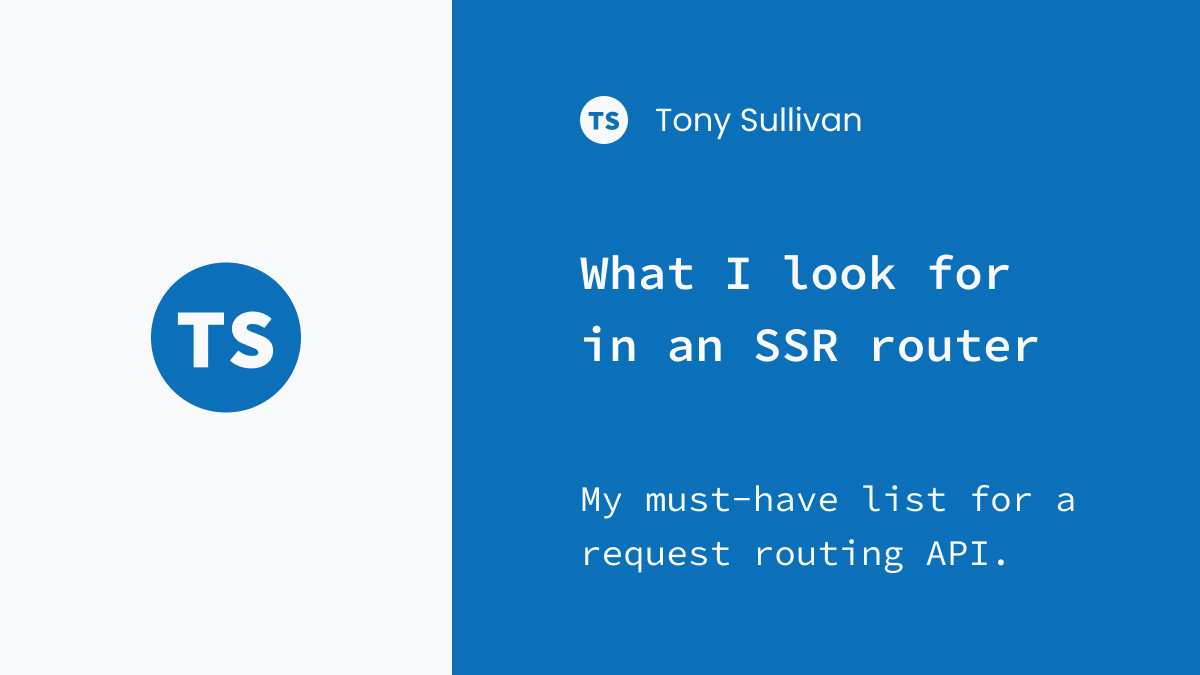 TS
TS Tony Sullivan
What I look for
in an SSR router
My must-have list for a
request routing API.